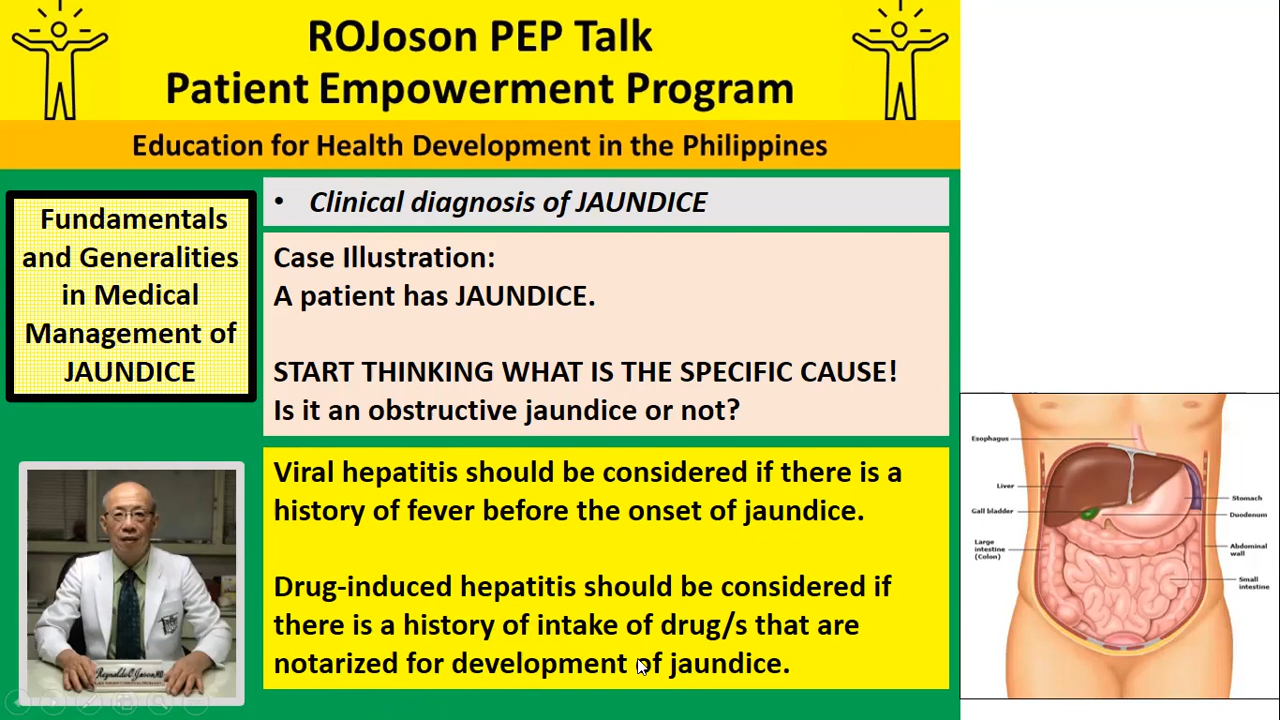 ROJoson PEP Talk
Patient Empowerment Program
Education for Health Development in the Philippines
Fundamentals
and Generalities
in Medical
Management of
JAUNDICE
• Clinical diagnosis of JAUNDICE
Case Illustration:
A patient has JAUNDICE.
START THINKING WHAT IS THE SPECIFIC CAUSE!
Is it an obstructive jaundice or not?
Viral hepatitis should be considered if there is a
history of fever before the onset of jaundice.
Drug-induced hepatitis should be considered if
there is a history of intake of drug/s that are
notarized for development of jaundice.
Reynaldo O. Joson, MD
Esophagus
Liver
Gall bladder
Large
intestine
(Colon)
Stomach
Duodenum
Abdominal
wall
Small
intestine